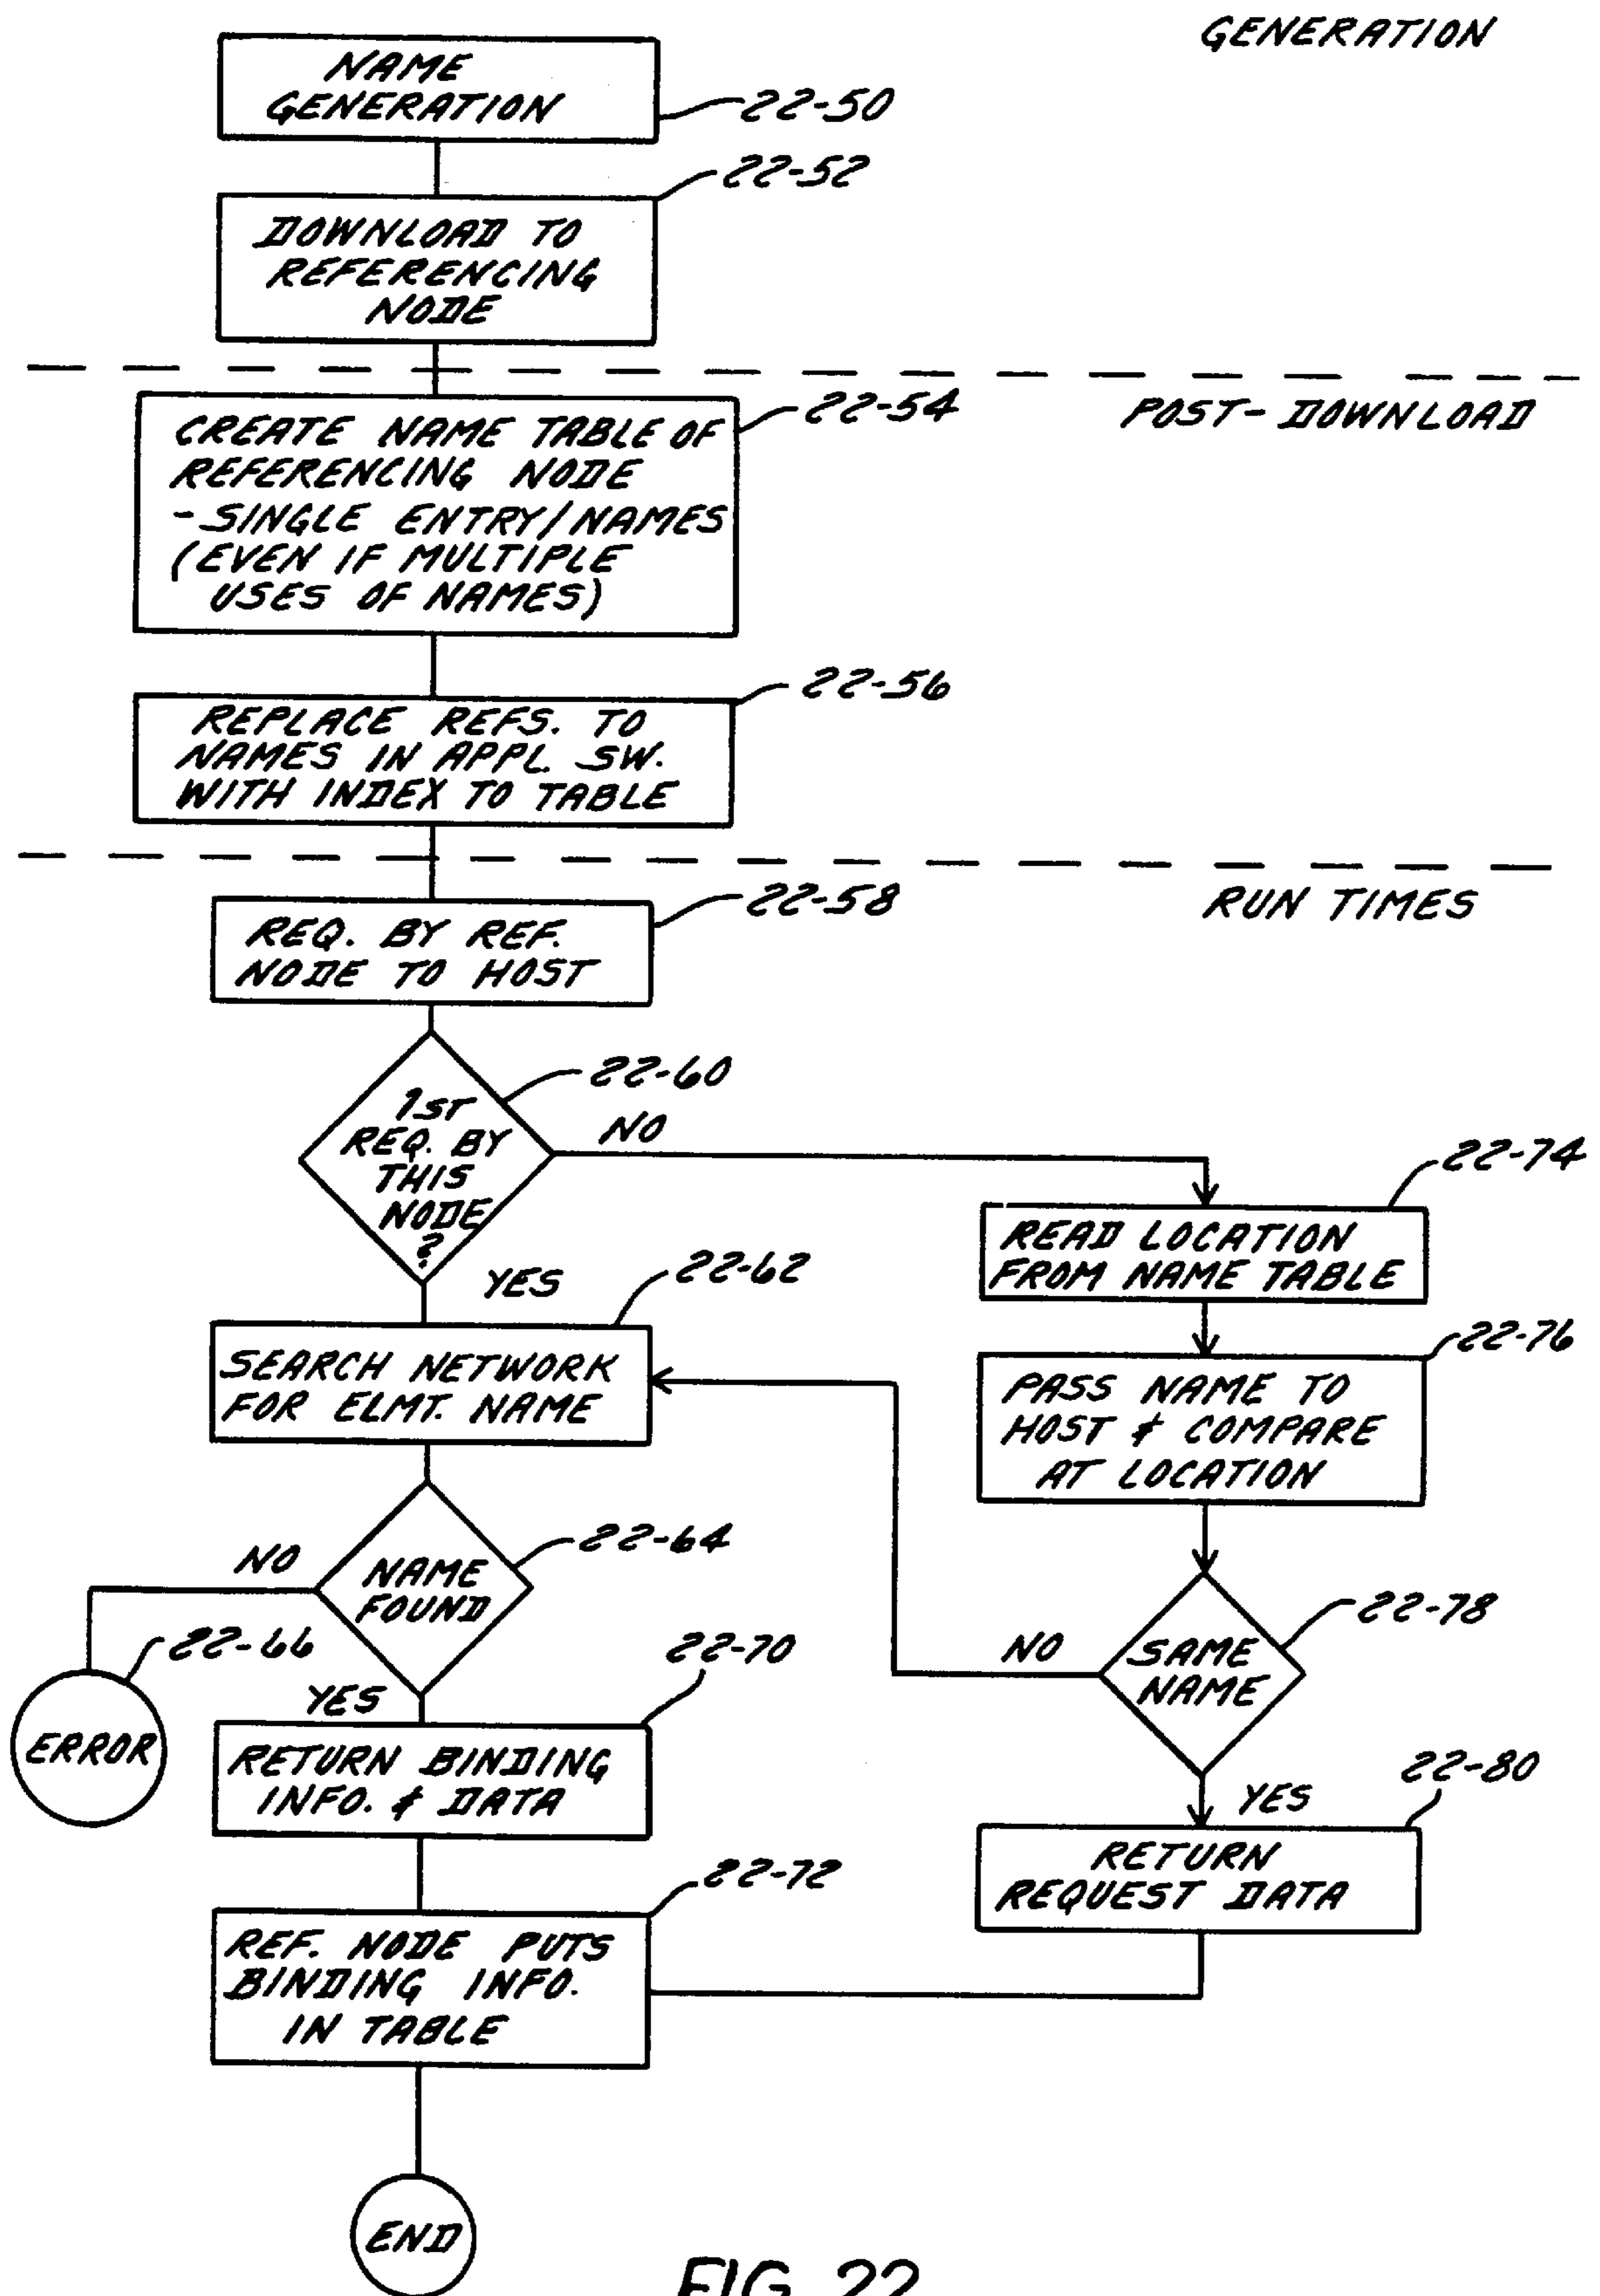 GENERATION
NAME
GENERATION
22-50
22-52
DOWNLOAD TO
REFERENCING
NODE
POST-DOWNLOAD
22-54
CREATE NAME TABLE OF
REFERENCING NODE
-SINGLE ENTRY/NAMES
(EVEN IF MULTIPLE
USES OF NAMES)
22-56
REPLACE REFS. TO
NAMES IN APPL. SW.
WITH INDEX TO TABLE
RUN TIMES
22-58
REQ. BY REF.
NODE TO HOST
22-60
1ST
REQ. BY
THIS
NODE
?
NO
YES
22-74
READ LOCATION
FROM NAME TABLE
22-62
SEARCH NETWORK
FOR ELMT. NAME
22-76
PASS NAME TO
HOST & COMPARE
AT LOCATION
22-64
NAME
FOUND
NO
22-66
ERROR
YES
22-78
SAME
NAME
NO
YES
22-70
RETURN BINDING
INFO. & DATA
22-80
RETURN
REQUEST DATA
22-72
REF. NODE PUTS
BINDING INFO.
IN TABLE
END
FIG. 22